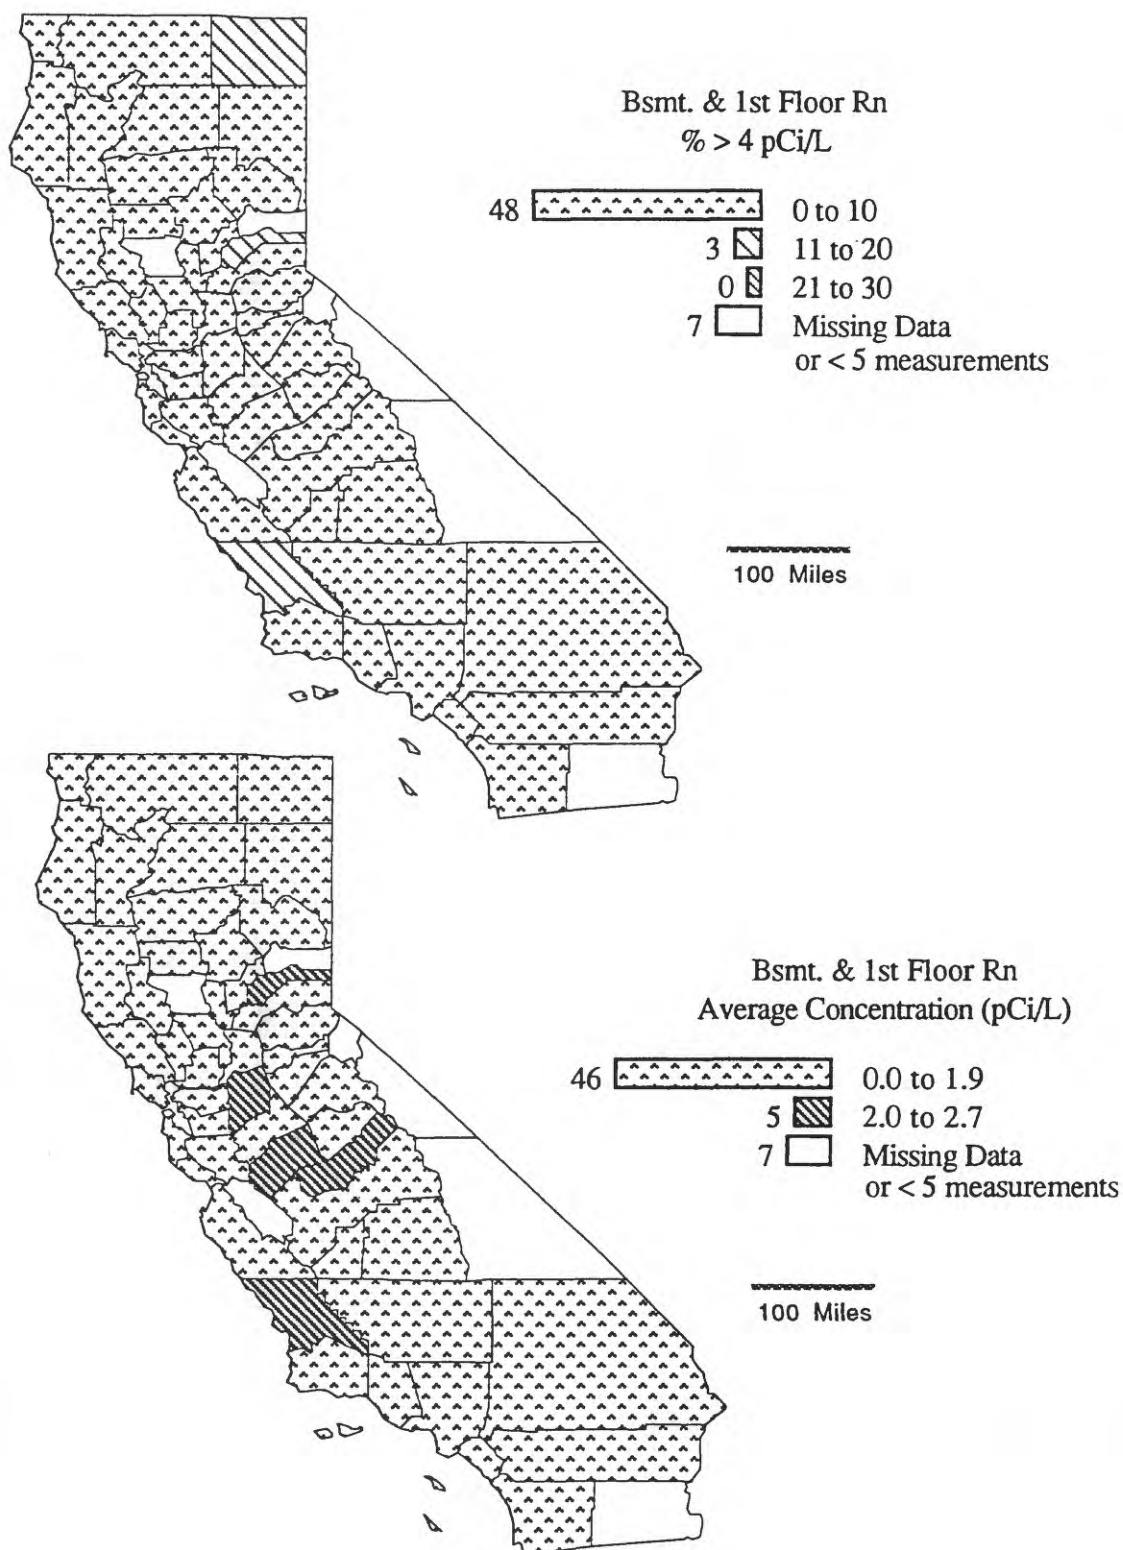 Bsmt. & 1st Floor Rn
% > 4 pCi/L
48 0 to 10
3 11 to 20
0 21 to 30
7 Missing Data
or < 5 measurements
100 Miles
Bsmt. & 1st Floor Rn
Average Concentration (pCi/L)
46 0.0 to 1.9
5 2.0 to 2.7
7 Missing Data
or < 5 measurements
100 Miles